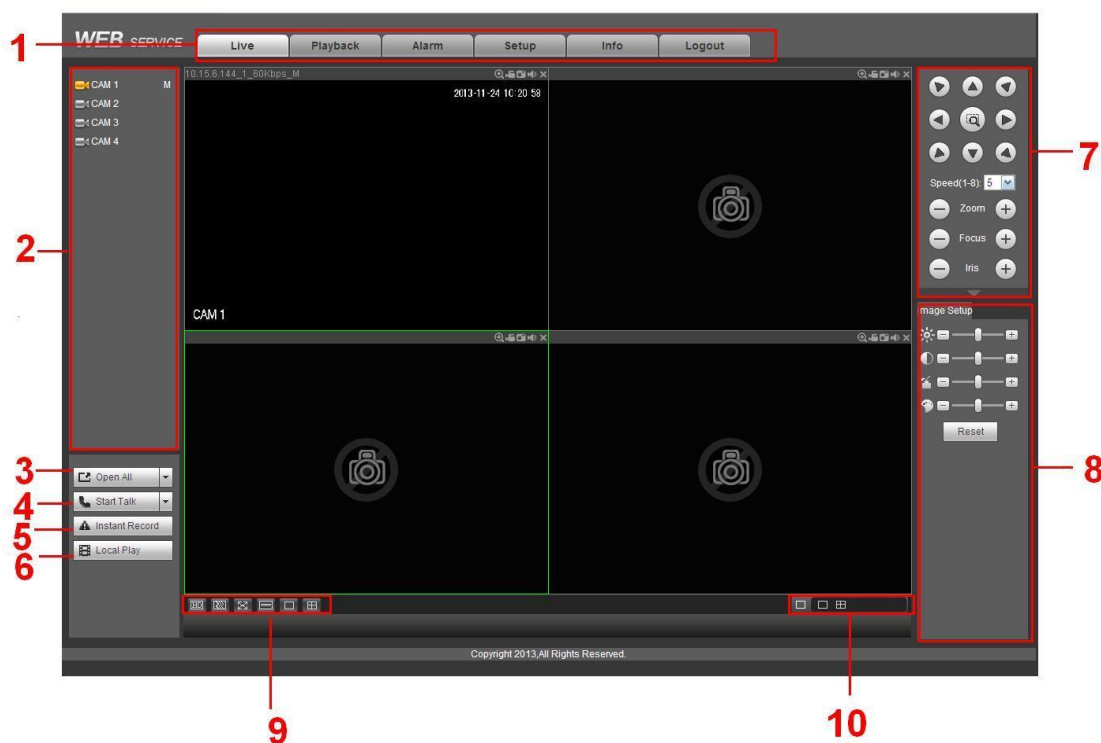 WEB SERVICE
Live
Playback
Alarm
Setup
Info
Logout
1
CAM 1 M
CAM 2
CAM 3
CAM 4
2
10.15.6.144_1_60Kbps_M
2013-11-24 10:20:59
CAM 1
Speed(1-8): 5
Zoom
Focus
Iris
7
mage Setup
Reset
8
3
Open All
4
Start Talk
5
Instant Record
6
Local Play
Copyright 2013,All Rights Reserved.
9
10